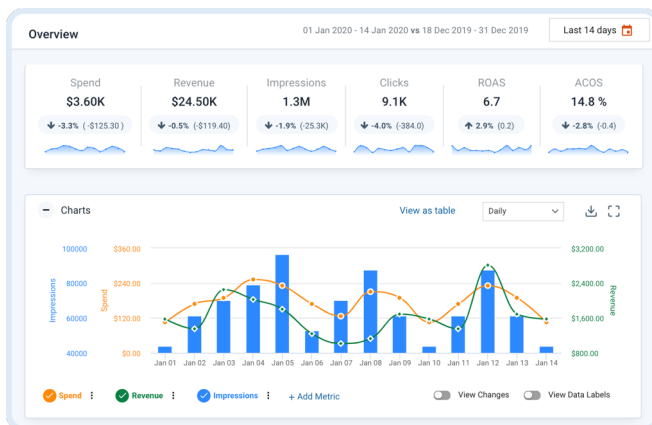 Overview
01 Jan 2020 - 14 Jan 2020 vs 18 Dec 2019 - 31 Dec 2019
Last 14 days
Spend Revenue Impressions Clicks ROAS ACOS
$3.60K $24.50K 1.3M 9.1K 6.7 14.8 %
-3.3% (-$125.30 ) -0.5% (-$119.40) -1.9% (-25.3K) -4.0% (-384.0) 2.9% (0.2) -2.8% (-0.4)
Charts View as table Daily
100000 $360.00 $3,200.00
80000 $240.00 $2,400.00
Impressions Spend Revenue
60000 $120.00 $1,600.00
40000 $0.00 $800.00
Jan 01 Jan 02 Jan 03 Jan 04 Jan 05 Jan 06 Jan 07 Jan 08 Jan 09 Jan 10 Jan 11 Jan 12 Jan 13 Jan 14
Spend Revenue Impressions + Add Metric View Changes View Data Labels